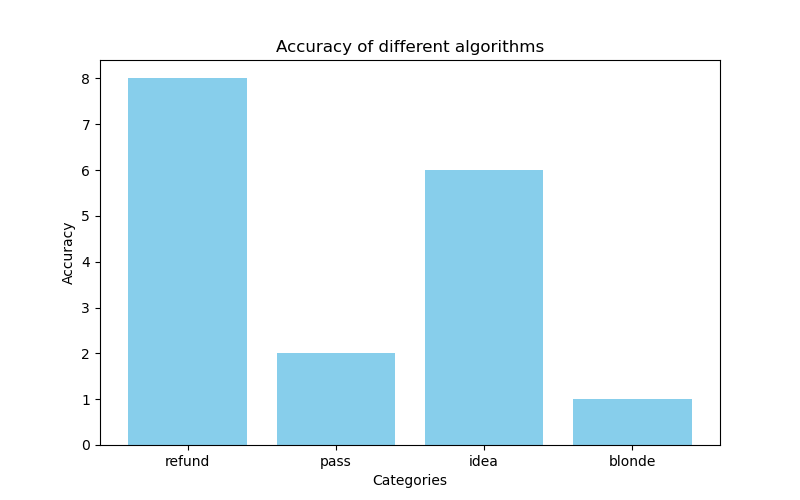 Accuracy of different algorithms
8
7
6
5
4
3
2
1
0
Accuracy
refund pass idea blonde
Categories